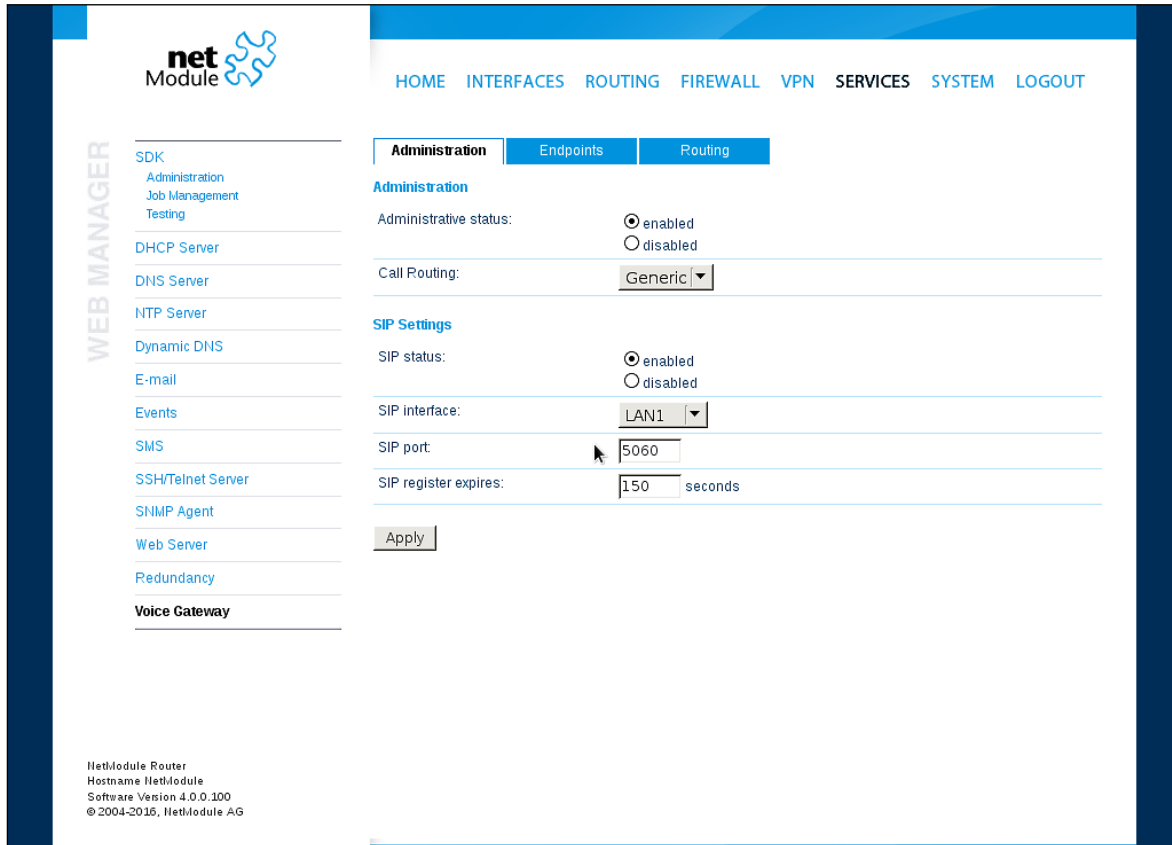 net
Module
HOME INTERFACES ROUTING FIREWALL VPN SERVICES SYSTEM LOGOUT
WEB MANAGER
SDK
Administration
Job Management
Testing
DHCP Server
DNS Server
NTP Server
Dynamic DNS
E-mail
Events
SMS
SSH/Telnet Server
SNMP Agent
Web Server
Redundancy
Voice Gateway
Administration Endpoints Routing
Administration
Administrative status: enabled
disabled
Call Routing: Generic
SIP Settings
SIP status: enabled
disabled
SIP interface: LAN1
SIP port: 5060
SIP register expires: 150 seconds
Apply
NetModule Router
Hostname NetModule
Software Version 4.0.0.100
© 2004-2016, NetModule AG